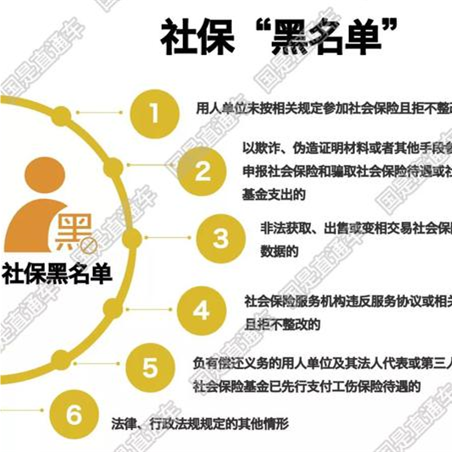 社保“黑名单”
1
用人单位未按相关规定参加社会保险且拒不整改
2
以欺诈、伪造证明材料或者其他手段
申报社会保险和骗取社会保险待遇或社
基金支出的
3
非法获取、出售或变相交易社会保
数据的
黑
社保黑名单
4
社会保险服务机构违反服务协议或相
且拒不整改的
5
负有偿还义务的用人单位及其法人代表或第三人
社会保险基金已先行支付工伤保险待遇的
6
法律、行政法规规定的其他情形
国是直通车